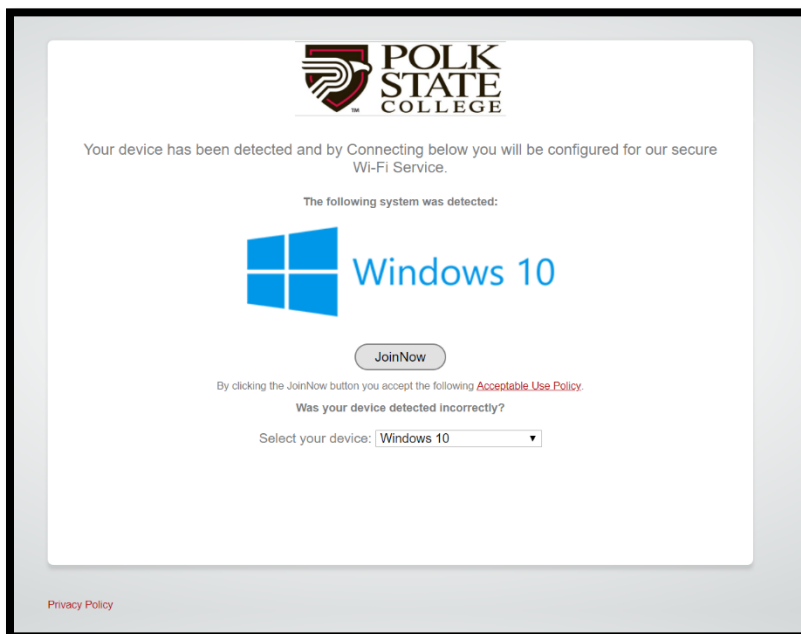 POLK
STATE
COLLEGE
TM
Your device has been detected and by Connecting below you will be configured for our secure
Wi-Fi Service.
The following system was detected:
Windows 10
JoinNow
By clicking the JoinNow button you accept the following Acceptable Use Policy.
Was your device detected incorrectly?
Select your device: Windows 10
Privacy Policy